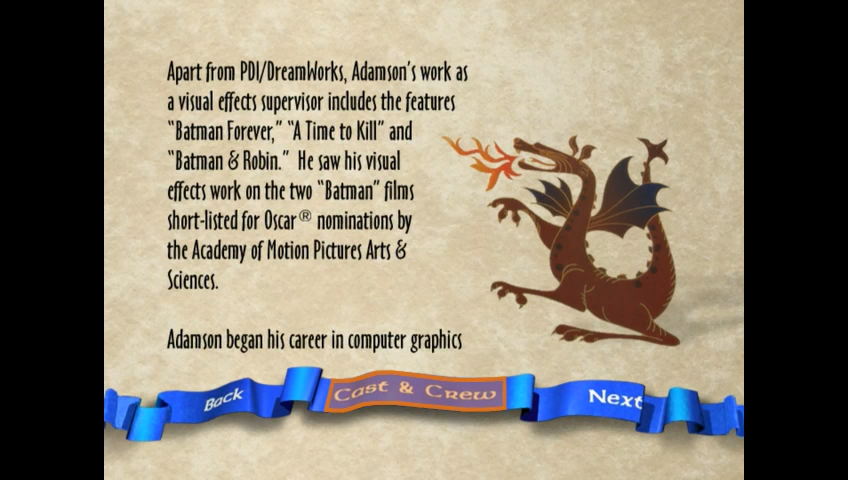 Apart from PDI/DreamWorks, Adamson's work as
a visual effects supervisor includes the features
"Batman Forever," "A Time to Kill" and
"Batman & Robin."  He saw his visual
effects work on the two "Batman" films
short-listed for Oscar® nominations by
the Academy of Motion Pictures Arts &
Sciences.
Adamson began his career in computer graphics
Back
Cast & Crew
Next